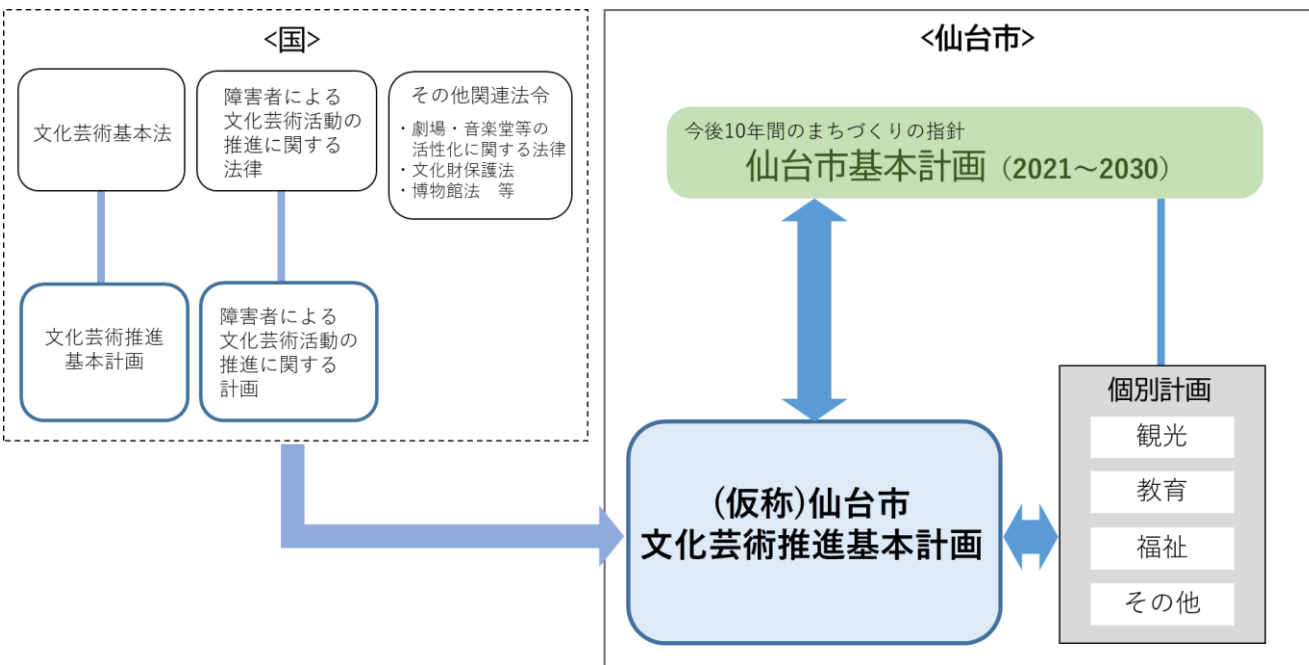 <国>
文化芸術基本法
障害者による
文化芸術活動の
推進に関する
法律
その他関連法令
・劇場・音楽堂等の
活性化に関する法律
・文化財保護法
・博物館法　等
文化芸術推進
基本計画
障害者による
文化芸術活動の
推進に関する
計画
<仙台市>
今後10年間のまちづくりの指針
仙台市基本計画（2021～2030）
(仮称)仙台市
文化芸術推進基本計画
個別計画
観光
教育
福祉
その他